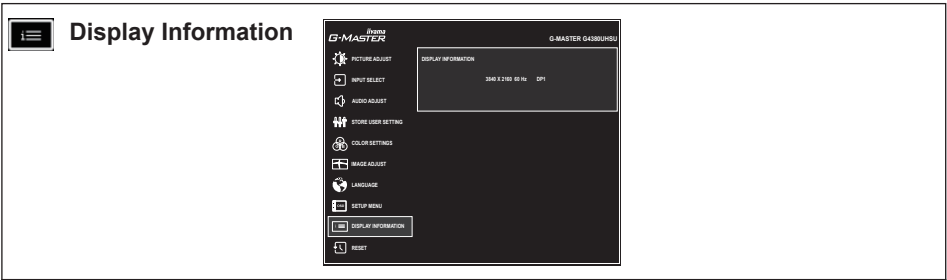 Display Information
iiyama
G-MASTER
G-MASTER G4380UHSU
PICTURE ADJUST
DISPLAY INFORMATION
3840 X 2160 60 Hz DP1
INPUT SELECT
AUDIO ADJUST
STORE USER SETTING
COLOR SETTINGS
IMAGE ADJUST
LANGUAGE
OSD
SETUP MENU
DISPLAY INFORMATION
RESET